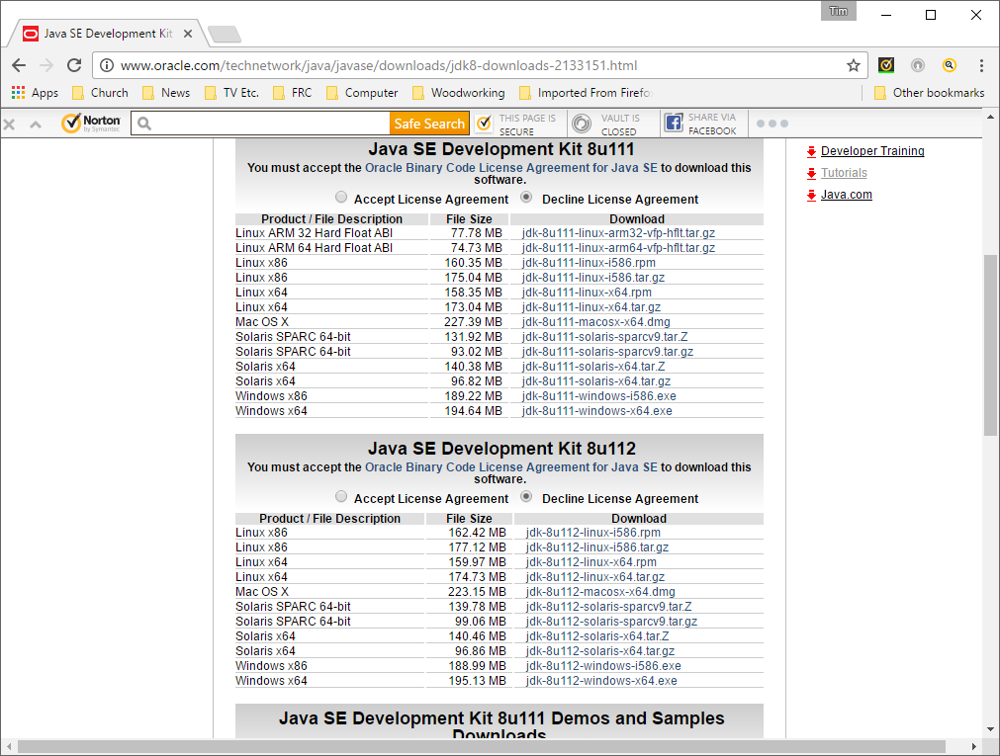 Tim
Java SE Development Kit
www.oracle.com/technetwork/java/javase/downloads/jdk8-downloads-2133151.html
Apps Church News TV Etc. FRC Computer Woodworking Imported From Firefo Other bookmarks
Norton by Symantec Safe Search THIS PAGE IS SECURE VAULT IS CLOSED SHARE VIA FACEBOOK
Java SE Development Kit 8u111
You must accept the Oracle Binary Code License Agreement for Java SE to download this
software.
Accept License Agreement Decline License Agreement
Product / File Description File Size Download
Linux ARM 32 Hard Float ABI 77.78 MB jdk-8u111-linux-arm32-vfp-hflt.tar.gz
Linux ARM 64 Hard Float ABI 74.73 MB jdk-8u111-linux-arm64-vfp-hflt.tar.gz
Linux x86 160.35 MB jdk-8u111-linux-i586.rpm
Linux x86 175.04 MB jdk-8u111-linux-i586.tar.gz
Linux x64 158.35 MB jdk-8u111-linux-x64.rpm
Linux x64 173.04 MB jdk-8u111-linux-x64.tar.gz
Mac OS X 227.39 MB jdk-8u111-macosx-x64.dmg
Solaris SPARC 64-bit 131.92 MB jdk-8u111-solaris-sparcv9.tar.Z
Solaris SPARC 64-bit 93.02 MB jdk-8u111-solaris-sparcv9.tar.gz
Solaris x64 140.38 MB jdk-8u111-solaris-x64.tar.Z
Solaris x64 96.82 MB jdk-8u111-solaris-x64.tar.gz
Windows x86 189.22 MB jdk-8u111-windows-i586.exe
Windows x64 194.64 MB jdk-8u111-windows-x64.exe
Java SE Development Kit 8u112
You must accept the Oracle Binary Code License Agreement for Java SE to download this
software.
Accept License Agreement Decline License Agreement
Product / File Description File Size Download
Linux x86 162.42 MB jdk-8u112-linux-i586.rpm
Linux x86 177.12 MB jdk-8u112-linux-i586.tar.gz
Linux x64 159.97 MB jdk-8u112-linux-x64.rpm
Linux x64 174.73 MB jdk-8u112-linux-x64.tar.gz
Mac OS X 223.15 MB jdk-8u112-macosx-x64.dmg
Solaris SPARC 64-bit 139.78 MB jdk-8u112-solaris-sparcv9.tar.Z
Solaris SPARC 64-bit 99.06 MB jdk-8u112-solaris-sparcv9.tar.gz
Solaris x64 140.46 MB jdk-8u112-solaris-x64.tar.Z
Solaris x64 96.86 MB jdk-8u112-solaris-x64.tar.gz
Windows x86 188.99 MB jdk-8u112-windows-i586.exe
Windows x64 195.13 MB jdk-8u112-windows-x64.exe
Java SE Development Kit 8u111 Demos and Samples
Downloads
Developer Training
Tutorials
Java.com